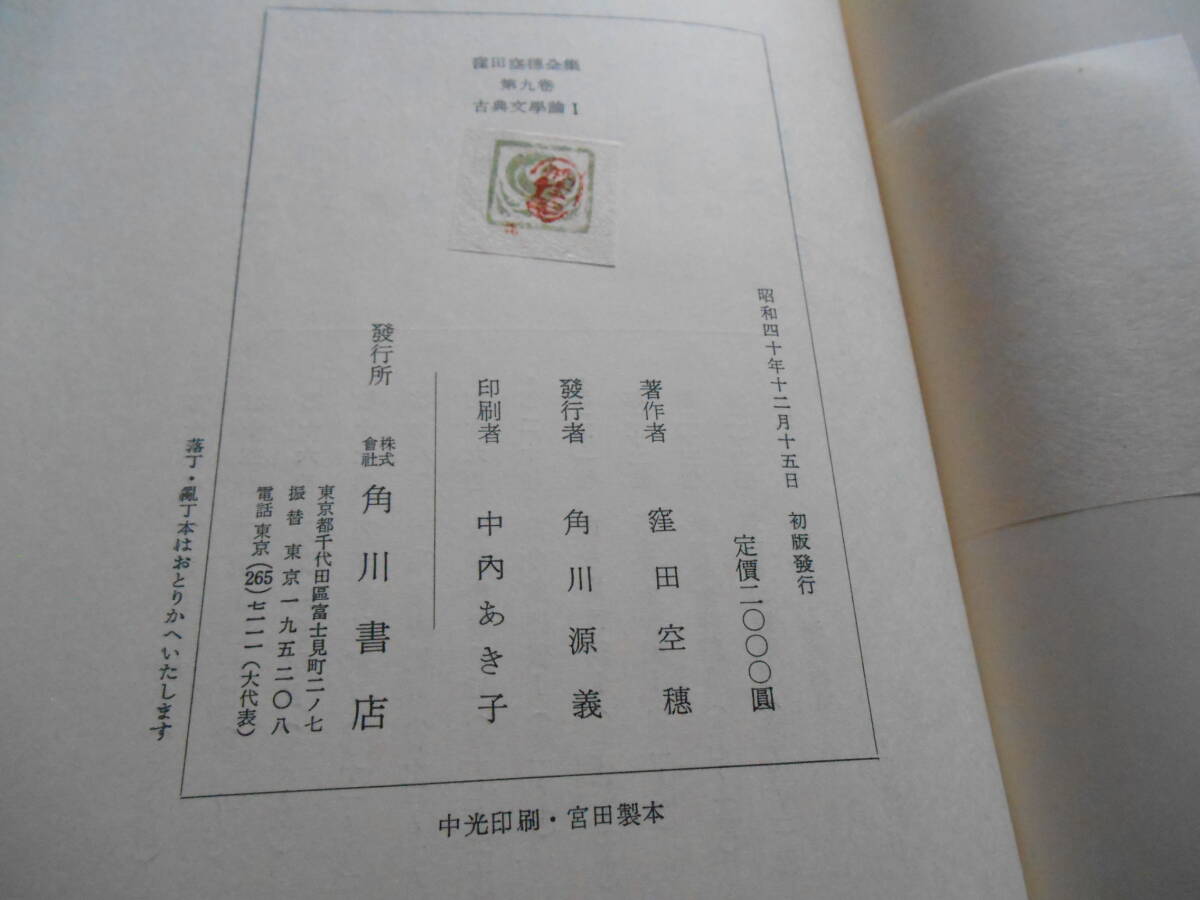 窪田空穗全集
第九卷
古典文學論 I
昭和四十年十二月十五日 初版發行
定價二〇〇〇圓
著作者 窪田空穗
發行者 角川源義
印刷者 中內あき子
發行所 株式會社 角川書店
東京都千代田區富士見町二ノ七
振替東京一九五二〇八
電話東京(265)七一一一(大代表)
落丁・亂丁本はおとりかへいたします
中光印刷・宮田製本